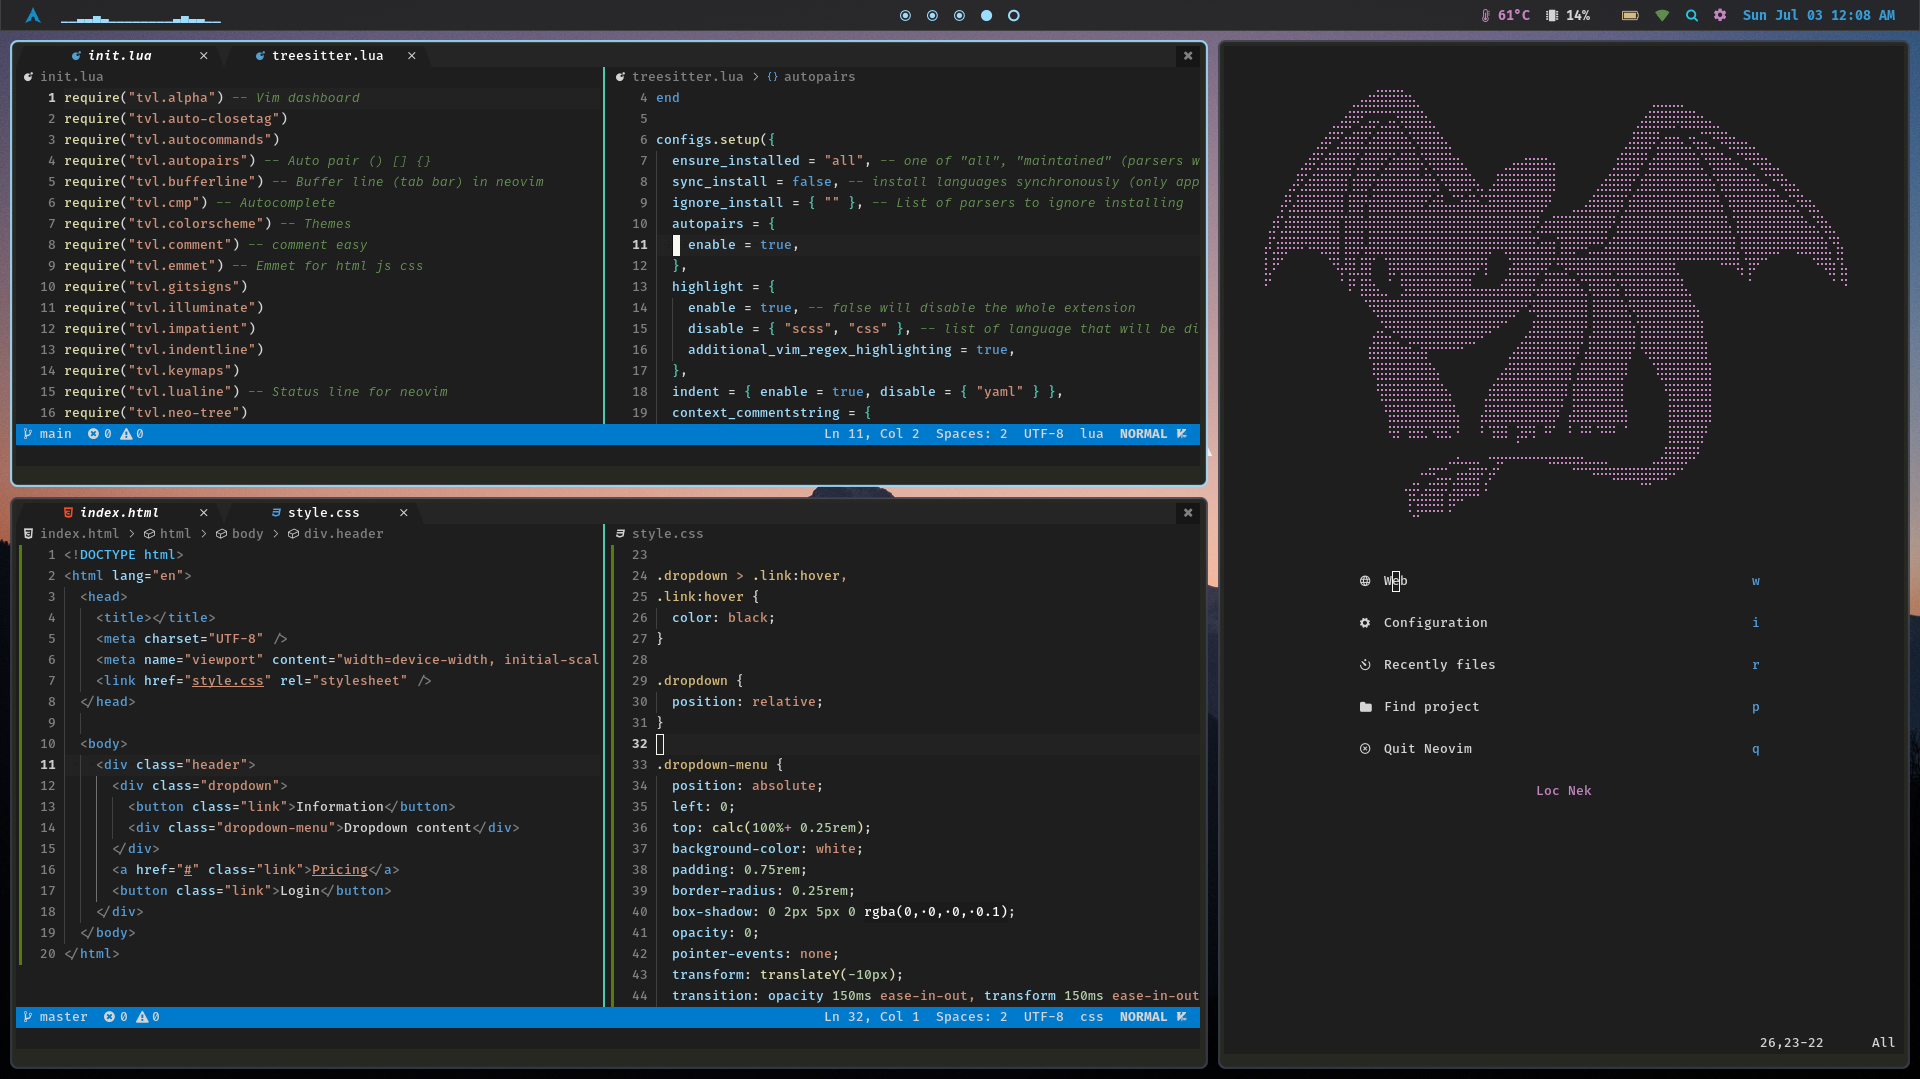 61°C 14% Sun Jul 03 12:08 AM
init.lua × treesitter.lua ×
init.lua
1 require("tvl.alpha") -- Vim dashboard
2 require("tvl.auto-closetag")
3 require("tvl.autocommands")
4 require("tvl.autopairs") -- Auto pair () [] {}
5 require("tvl.bufferline") -- Buffer line (tab bar) in neovim
6 require("tvl.cmp") -- Autocomplete
7 require("tvl.colorscheme") -- Themes
8 require("tvl.comment") -- comment easy
9 require("tvl.emmet") -- Emmet for html js css
10 require("tvl.gitsigns")
11 require("tvl.illuminate")
12 require("tvl.impatient")
13 require("tvl.indentline")
14 require("tvl.keymaps")
15 require("tvl.lualine") -- Status line for neovim
16 require("tvl.neo-tree")
treesitter.lua > {} autopairs
4 end
5
6 configs.setup({
7 ensure_installed = "all", -- one of "all", "maintained" (parsers w
8 sync_install = false, -- install languages synchronously (only app
9 ignore_install = { "" }, -- List of parsers to ignore installing
10 autopairs = {
11 enable = true,
12 },
13 highlight = {
14 enable = true, -- false will disable the whole extension
15 disable = { "scss", "css" }, -- list of language that will be di
16 additional_vim_regex_highlighting = true,
17 },
18 indent = { enable = true, disable = { "yaml" } },
19 context_commentstring = {
main 0 0 Ln 11, Col 2 Spaces: 2 UTF-8 lua NORMAL
index.html × style.css ×
index.html > html > body > div.header
1 <!DOCTYPE html>
2 <html lang="en">
3 <head>
4 <title></title>
5 <meta charset="UTF-8" />
6 <meta name="viewport" content="width=device-width, initial-scal
7 <link href="style.css" rel="stylesheet" />
8 </head>
9
10 <body>
11 <div class="header">
12 <div class="dropdown">
13 <button class="link">Information</button>
14 <div class="dropdown-menu">Dropdown content</div>
15 </div>
16 <a href="#" class="link">Pricing</a>
17 <button class="link">Login</button>
18 </div>
19 </body>
20 </html>
style.css
23
24 .dropdown > .link:hover,
25 .link:hover {
26 color: black;
27 }
28
29 .dropdown {
30 position: relative;
31 }
32
33 .dropdown-menu {
34 position: absolute;
35 left: 0;
36 top: calc(100%+ 0.25rem);
37 background-color: white;
38 padding: 0.75rem;
39 border-radius: 0.25rem;
40 box-shadow: 0 2px 5px 0 rgba(0,·0,·0,·0.1);
41 opacity: 0;
42 pointer-events: none;
43 transform: translateY(-10px);
44 transition: opacity 150ms ease-in-out, transform 150ms ease-in-out
master 0 0 Ln 32, Col 1 Spaces: 2 UTF-8 css NORMAL
Web w
Configuration i
Recently files r
Find project p
Quit Neovim q
Loc Nek
26,23-22 All